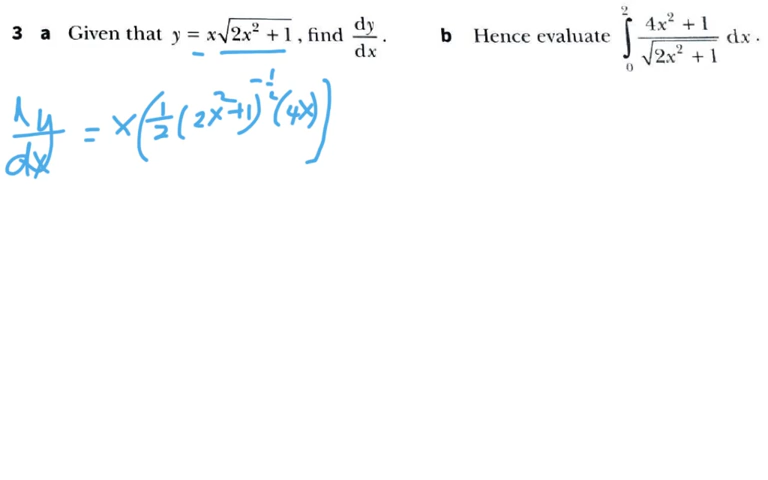 3 a Given that y = x√(2x² + 1), find dy/dx.
b Hence evaluate ∫₀² (4x² + 1)/√(2x² + 1) dx.
dy/dx = x(½(2x²+1)^(-½)(4x))